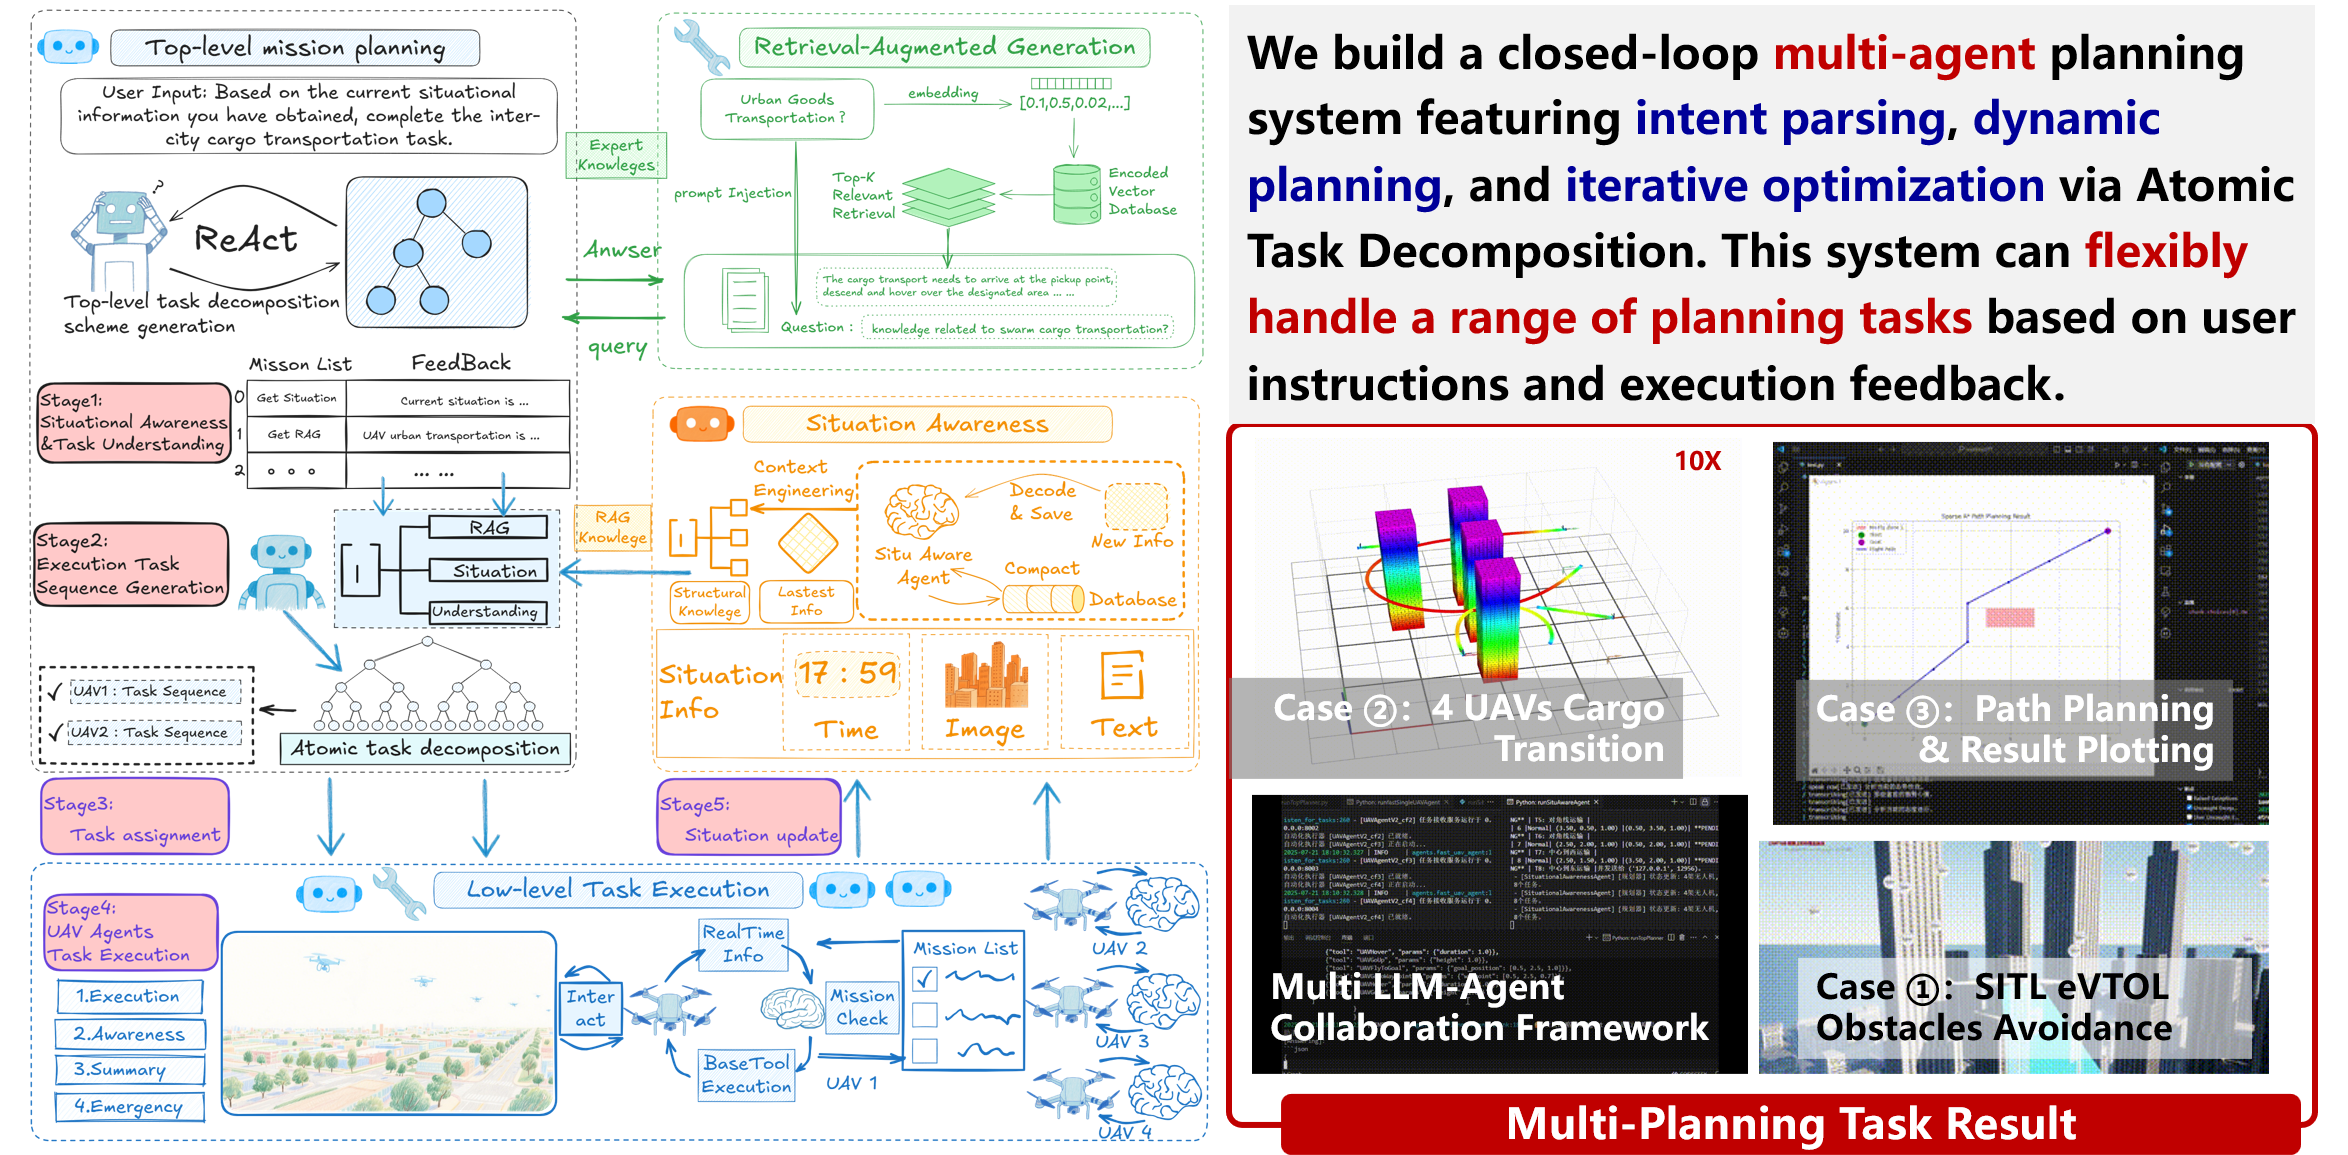 Top-level mission planning
User Input: Based on the current situational
information you have obtained, complete the inter-
city cargo transportation task.
?
ReAct
Top-level task decomposition
scheme generation
Misson List
FeedBack
Stage1:
Situational Awareness
&Task Understanding
0
Get Situation
Current situation is ...
1
Get RAG
UAV urban transportation is ...
2
... ...
Stage2:
Execution Task
Sequence Generation
RAG
Situation
Understanding
UAV1 : Task Sequence
UAV2 : Task Sequence
Atomic task decomposition
Expert
Knowleges
Anwser
query
RAG
Knowlege
Retrieval-Augmented Generation
Urban Goods
Transportation ?
embedding
[0.1,0.5,0.02,...]
prompt Injection
Top-K
Relevant
Retrieval
Encoded
Vector
Database
The cargo transport needs to arrive at the pickup point,
descend and hover over the designated area ... ...
Question :
knowledge related to swarm cargo transportation?
Situation Awareness
Context
Engineering
Structural
Knowlege
Lastest
Info
Situ Aware
Agent
Decode
& Save
New Info
Compact
Database
Situation
Info
17 : 59
Time
Image
Text
Stage3:
Task assignment
Stage5:
Situation update
Low-level Task Execution
Stage4:
UAV Agents
Task Execution
1.Execution
2.Awareness
3.Summary
4.Emergency
Inter
act
RealTime
Info
Mission
Check
BaseTool
Execution
UAV 1
Mission List
UAV 2
UAV 3
UAV 4
We build a closed-loop multi-agent planning
system featuring intent parsing, dynamic
planning, and iterative optimization via Atomic
Task Decomposition. This system can flexibly
handle a range of planning tasks based on user
instructions and execution feedback.
10X
Case ②: 4 UAVs Cargo
Transition
Sparse A* Path Planning Result
Case ③: Path Planning
& Result Plotting
Multi LLM-Agent
Collaboration Framework
Case ①: SITL eVTOL
Obstacles Avoidance
Multi-Planning Task Result